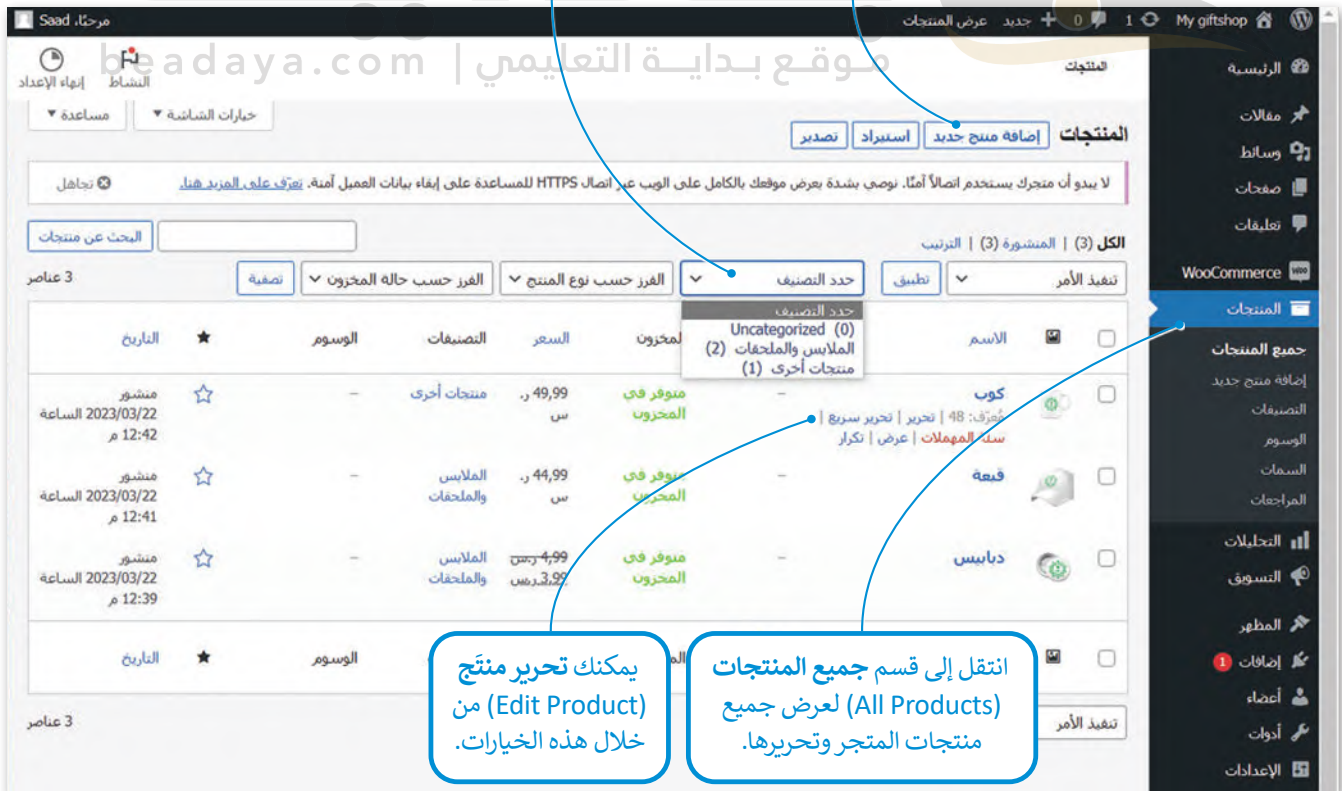 My giftshop
1
0
جديد
عرض المنتجات
مرحبًا، Saad
موقع بداية التعليمي | beadaya.com
المنتجات
النشاط
إنهاء الإعداد
خيارات الشاشة
مساعدة
المنتجات
إضافة منتج جديد
استيراد
تصدير
لا يبدو أن متجرك يستخدم اتصالاً آمنًا. نوصي بشدة بعرض موقعك بالكامل على الويب عبر اتصال HTTPS للمساعدة على إبقاء بيانات العميل آمنة. تعرّف على المزيد هنا.
تجاهل
الكل (3) | المنشورة (3) | الترتيب
البحث عن منتجات
تنفيذ الأمر
تطبيق
حدد التصنيف
الفرز حسب نوع المنتج
الفرز حسب حالة المخزون
تصفية
3 عناصر
حدد التصنيف
Uncategorized (0)
الملابس والملحقات (2)
منتجات أخرى (1)
الاسم
المخزون
السعر
التصنيفات
الوسوم
التاريخ
كوب
مُعرّف: 48 | تحرير | تحرير سريع |
سلة المهملات | عرض | تكرار
متوفر في
المخزون
49,99 ر.
س
منتجات أخرى
–
منشور
2023/03/22 الساعة
12:42 م
قبعة
–
متوفر في
المخزون
44,99 ر.
س
الملابس
والملحقات
–
منشور
2023/03/22 الساعة
12:41 م
دبابيس
–
متوفر في
المخزون
4,99 ر.س
3,99 ر.س
الملابس
والملحقات
–
منشور
2023/03/22 الساعة
12:39 م
الوسوم
التاريخ
تنفيذ الأمر
3 عناصر
انتقل إلى قسم جميع المنتجات
(All Products) لعرض جميع
منتجات المتجر وتحريرها.
يمكنك تحرير منتَج
(Edit Product) من
خلال هذه الخيارات.
الرئيسية
مقالات
وسائط
صفحات
تعليقات
WooCommerce
المنتجات
جميع المنتجات
إضافة منتج جديد
التصنيفات
الوسوم
السمات
المراجعات
التحليلات
التسويق
المظهر
إضافات 1
أعضاء
أدوات
الإعدادات